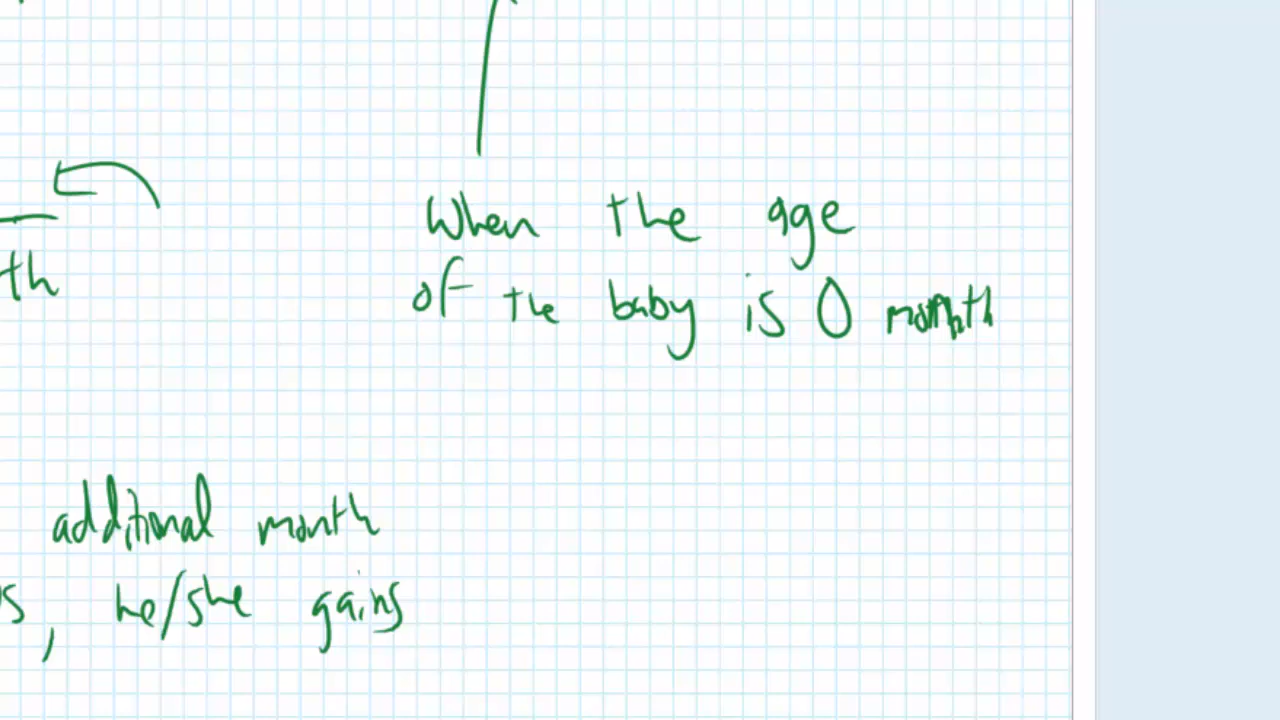 When the age
th
of the baby is 0 month
additional month
s, he/she gains